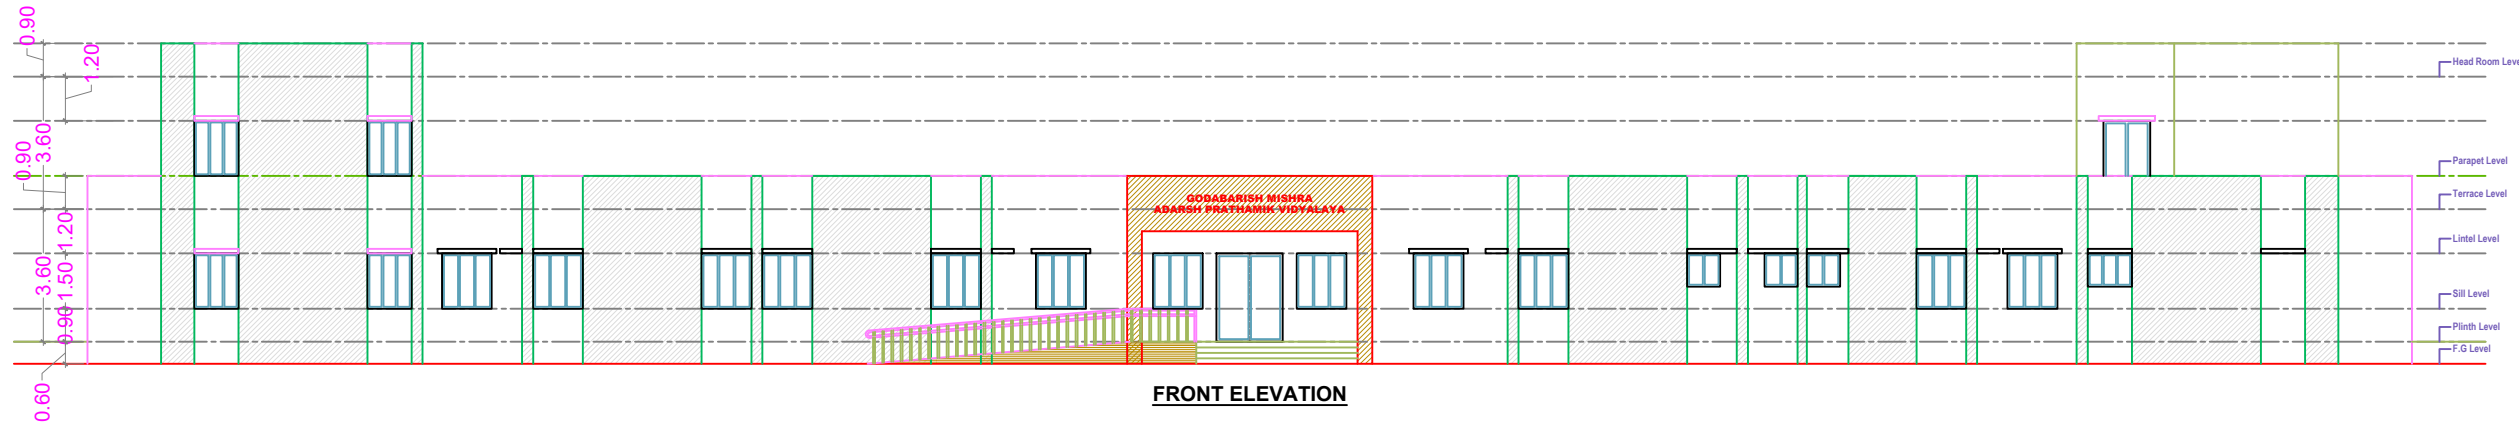 0.90
1.20
Head Room Leve
3.60
0.90
Parapet Level
GODABARISH MISHRA
ADARSH PRATHAMIK VIDYALAYA
Terrace Level
1.20
Lintel Level
3.60
1.50
Sill Level
0.90
Plinth Level
F.G Level
0.60
FRONT ELEVATION